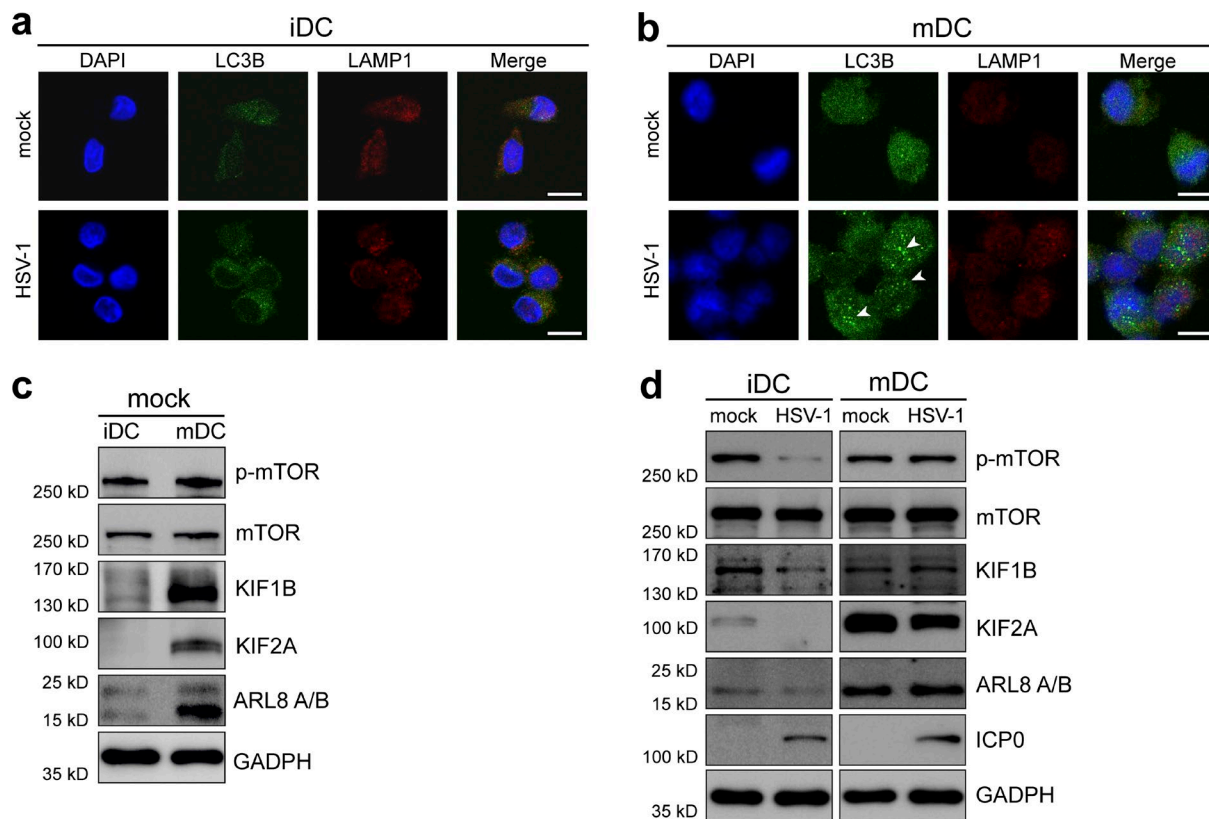 a
iDC
DAPI LC3B LAMP1 Merge
mock
HSV-1
b
mDC
DAPI LC3B LAMP1 Merge
mock
HSV-1
c
mock
iDC mDC
250 kD p-mTOR
250 kD mTOR
170 kD
KIF1B
130 kD
100 kD KIF2A
25 kD
ARL8 A/B
15 kD
GADPH
35 kD
d
iDC mDC
mock HSV-1 mock HSV-1
p-mTOR
250 kD
mTOR
250 kD
170 kD
KIF1B
130 kD
100 kD KIF2A
25 kD
ARL8 A/B
15 kD
ICP0
100 kD
GADPH
35 kD